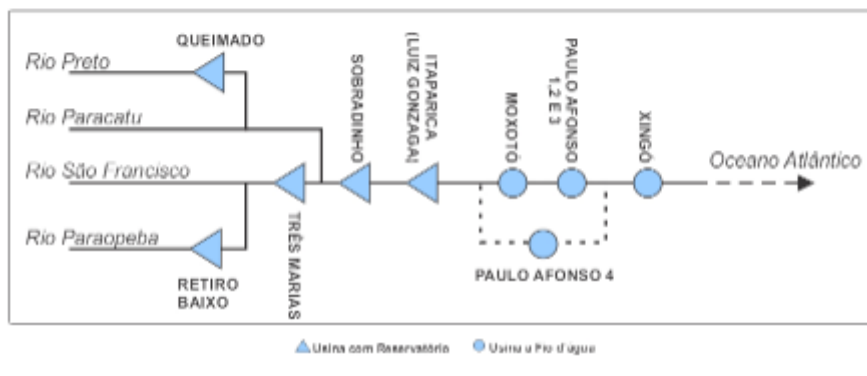 QUEIMADO
Rio Preto
Rio Paracatu
Rio São Francisco
Rio Paraopeba
RETIRO
BAIXO
TRÊS MARIAS
SOBRADINHO
ITAPARICA
(LUIZ GONZAGA)
MOXOTÓ
PAULO AFONSO
1,2 E 3
XINGÓ
Oceano Atlântico
PAULO AFONSO 4
Usina com Reservatório
Usina a Fio d'água